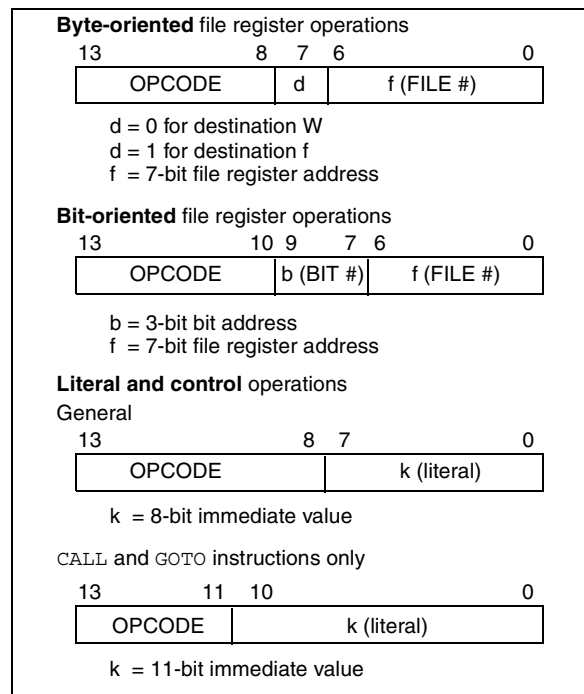 Byte-oriented file register operations
13 8 7 6 0
OPCODE d f (FILE #)
d = 0 for destination W
d = 1 for destination f
f = 7-bit file register address
Bit-oriented file register operations
13 10 9 7 6 0
OPCODE b (BIT #) f (FILE #)
b = 3-bit bit address
f = 7-bit file register address
Literal and control operations
General
13 8 7 0
OPCODE k (literal)
k = 8-bit immediate value
CALL and GOTO instructions only
13 11 10 0
OPCODE k (literal)
k = 11-bit immediate value